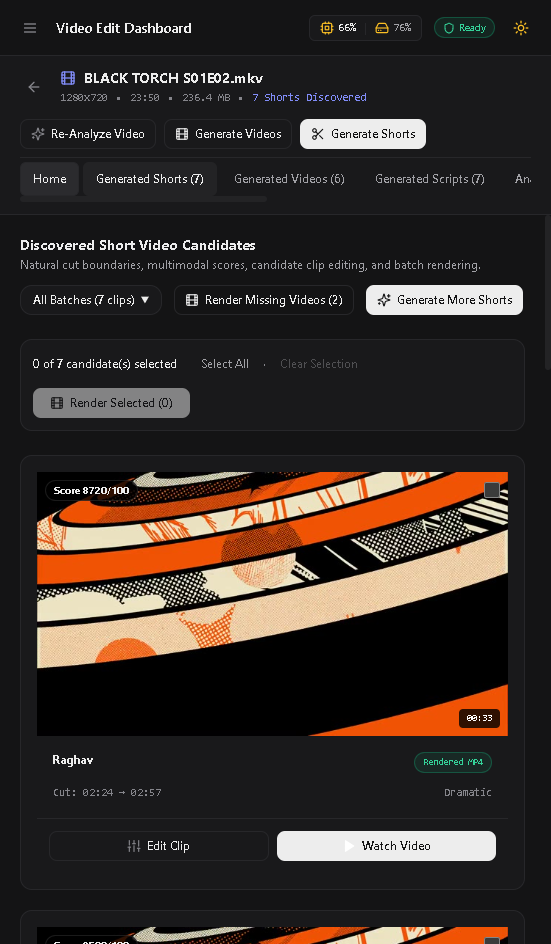 Video Edit Dashboard
66% 76% Ready
BLACK TORCH S01E02.mkv
1280x720 • 23:50 • 236.4 MB • 7 Shorts Discovered
Re-Analyze Video Generate Videos Generate Shorts
Home Generated Shorts (7) Generated Videos (6) Generated Scripts (7) An
Discovered Short Video Candidates
Natural cut boundaries, multimodal scores, candidate clip editing, and batch rendering.
All Batches (7 clips) ▼ Render Missing Videos (2) Generate More Shorts
0 of 7 candidate(s) selected Select All · Clear Selection
Render Selected (0)
Score 8720/100
00:33
Raghav Rendered MP4
Cut: 02:24 → 02:57 Dramatic
Edit Clip Watch Video